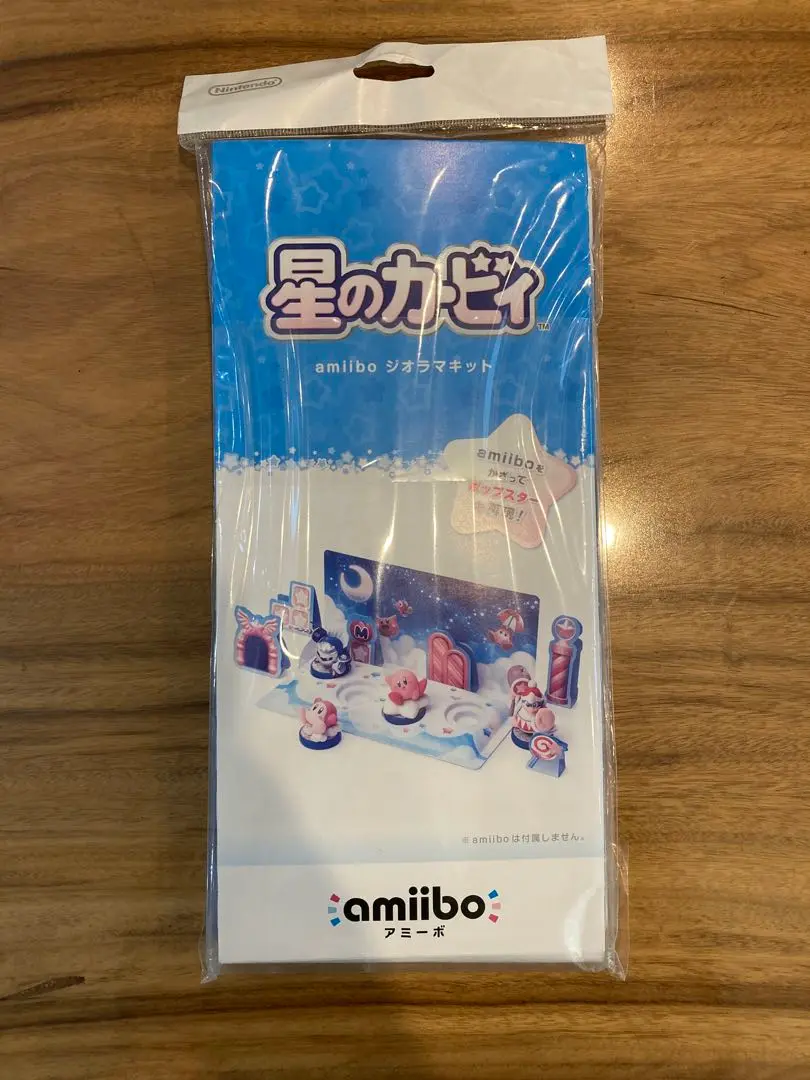 Nintendo
星のカービィ
TM
amiibo ジオラマキット
amiiboを
かざって
ポップスター
を再現!
M
※amiiboは付属しません。
amiibo
アミーボ